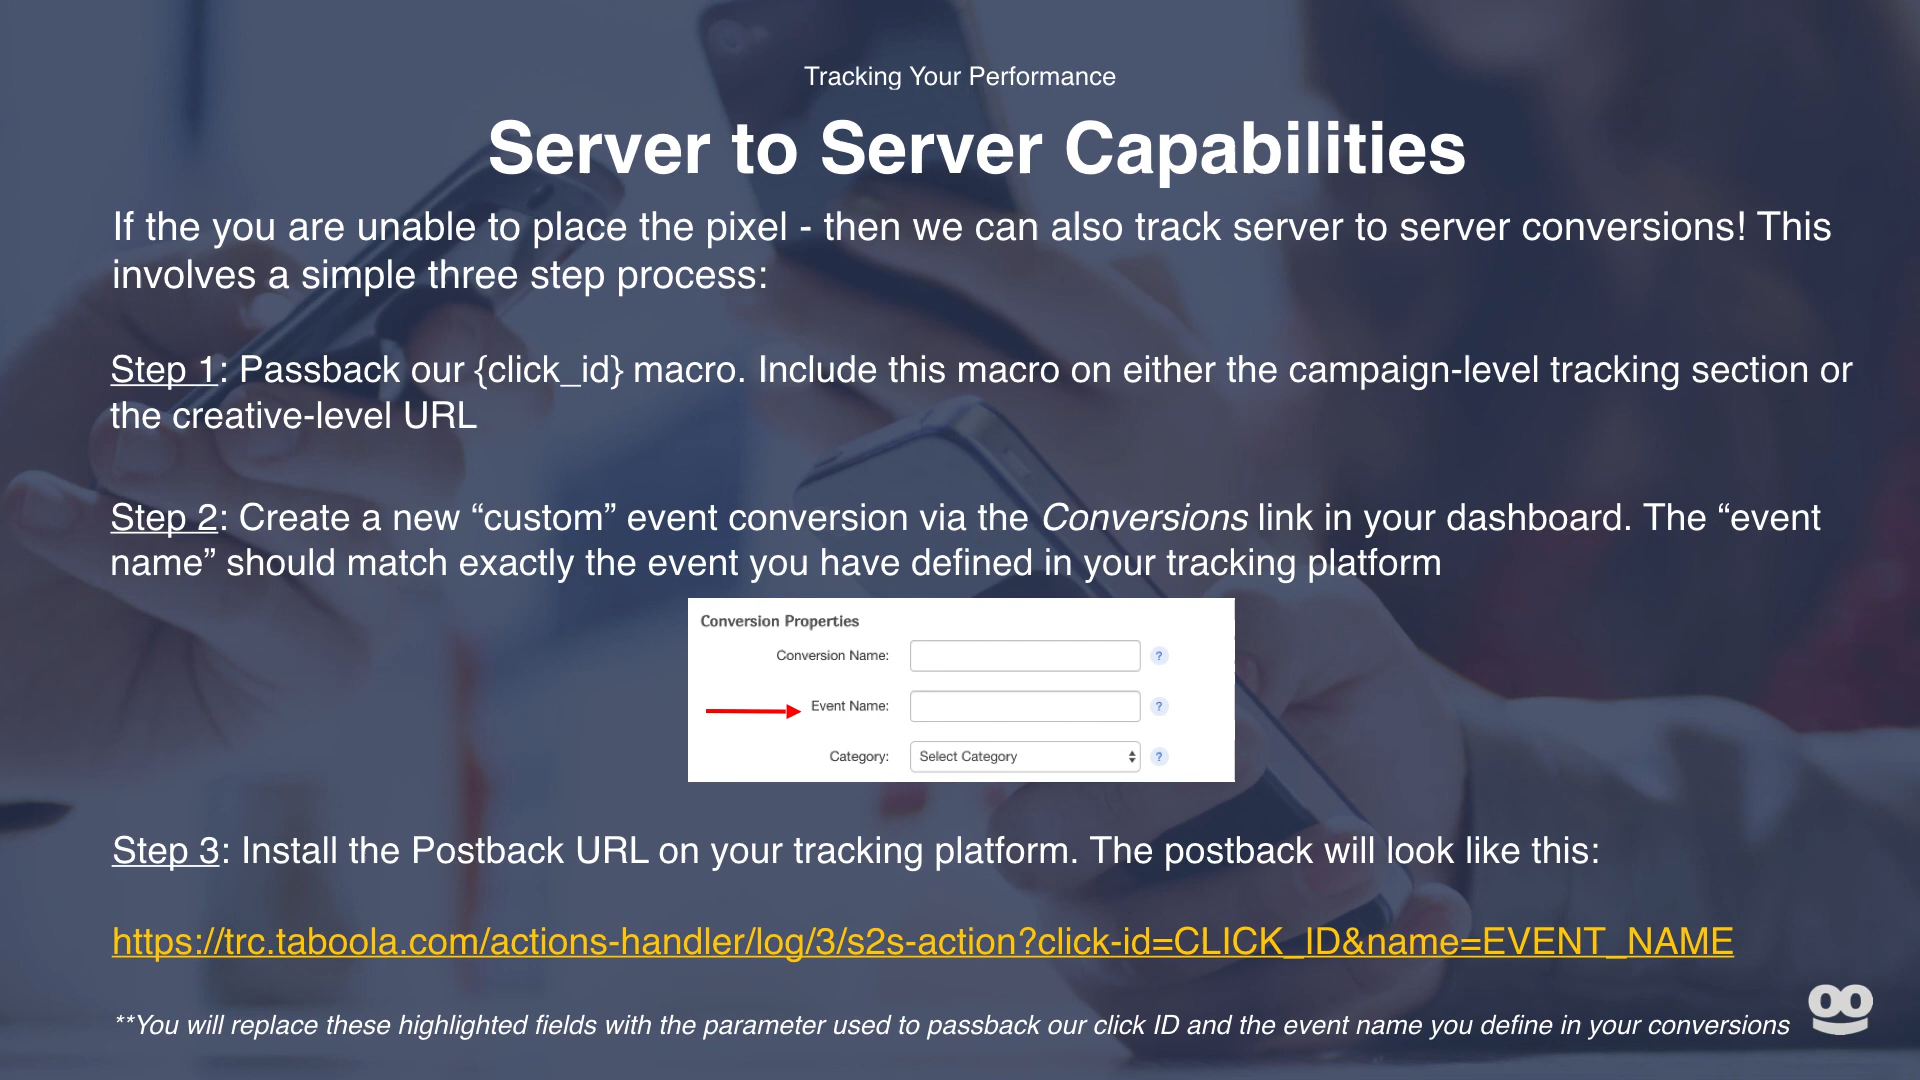 Tracking Your Performance
Server to Server Capabilities
If the you are unable to place the pixel - then we can also track server to server conversions! This
involves a simple three step process:
Step 1: Passback our {click_id} macro. Include this macro on either the campaign-level tracking section or
the creative-level URL
Step 2: Create a new “custom” event conversion via the Conversions link in your dashboard. The “event
name” should match exactly the event you have defined in your tracking platform
Conversion Properties
Conversion Name: ?
Event Name: ?
Category: Select Category ?
Step 3: Install the Postback URL on your tracking platform. The postback will look like this:
https://trc.taboola.com/actions-handler/log/3/s2s-action?click-id=CLICK_ID&name=EVENT_NAME
**You will replace these highlighted fields with the parameter used to passback our click ID and the event name you define in your conversions